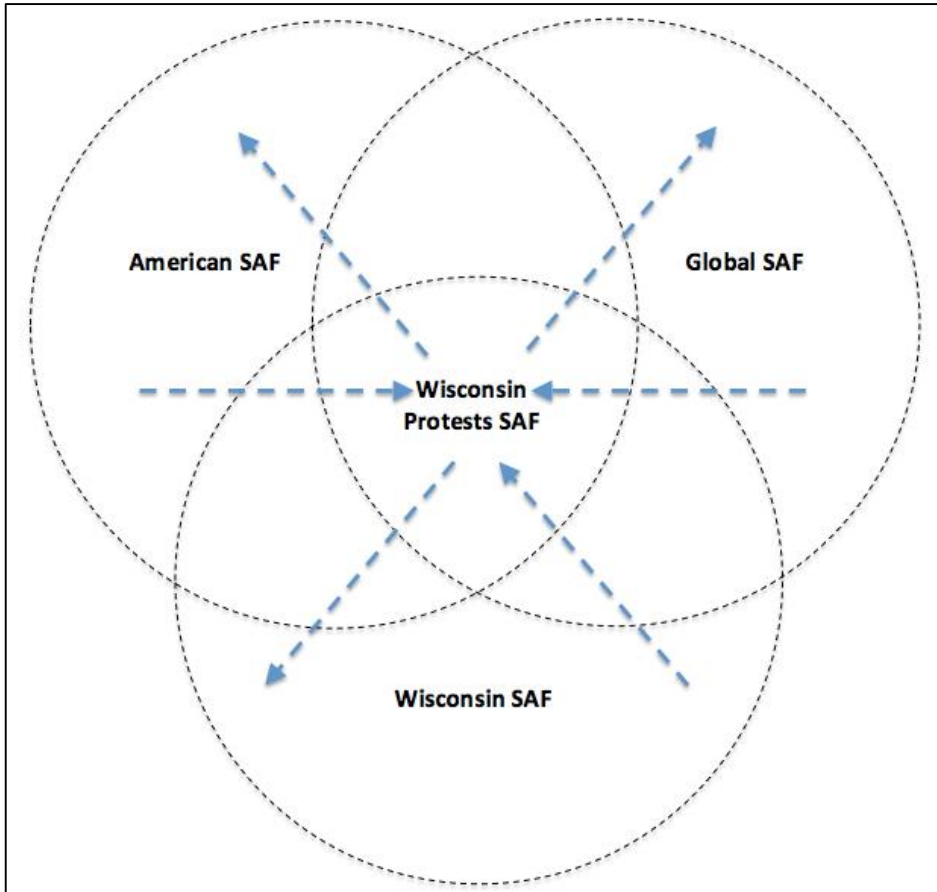 American SAF
Global SAF
Wisconsin
Protests SAF
Wisconsin SAF